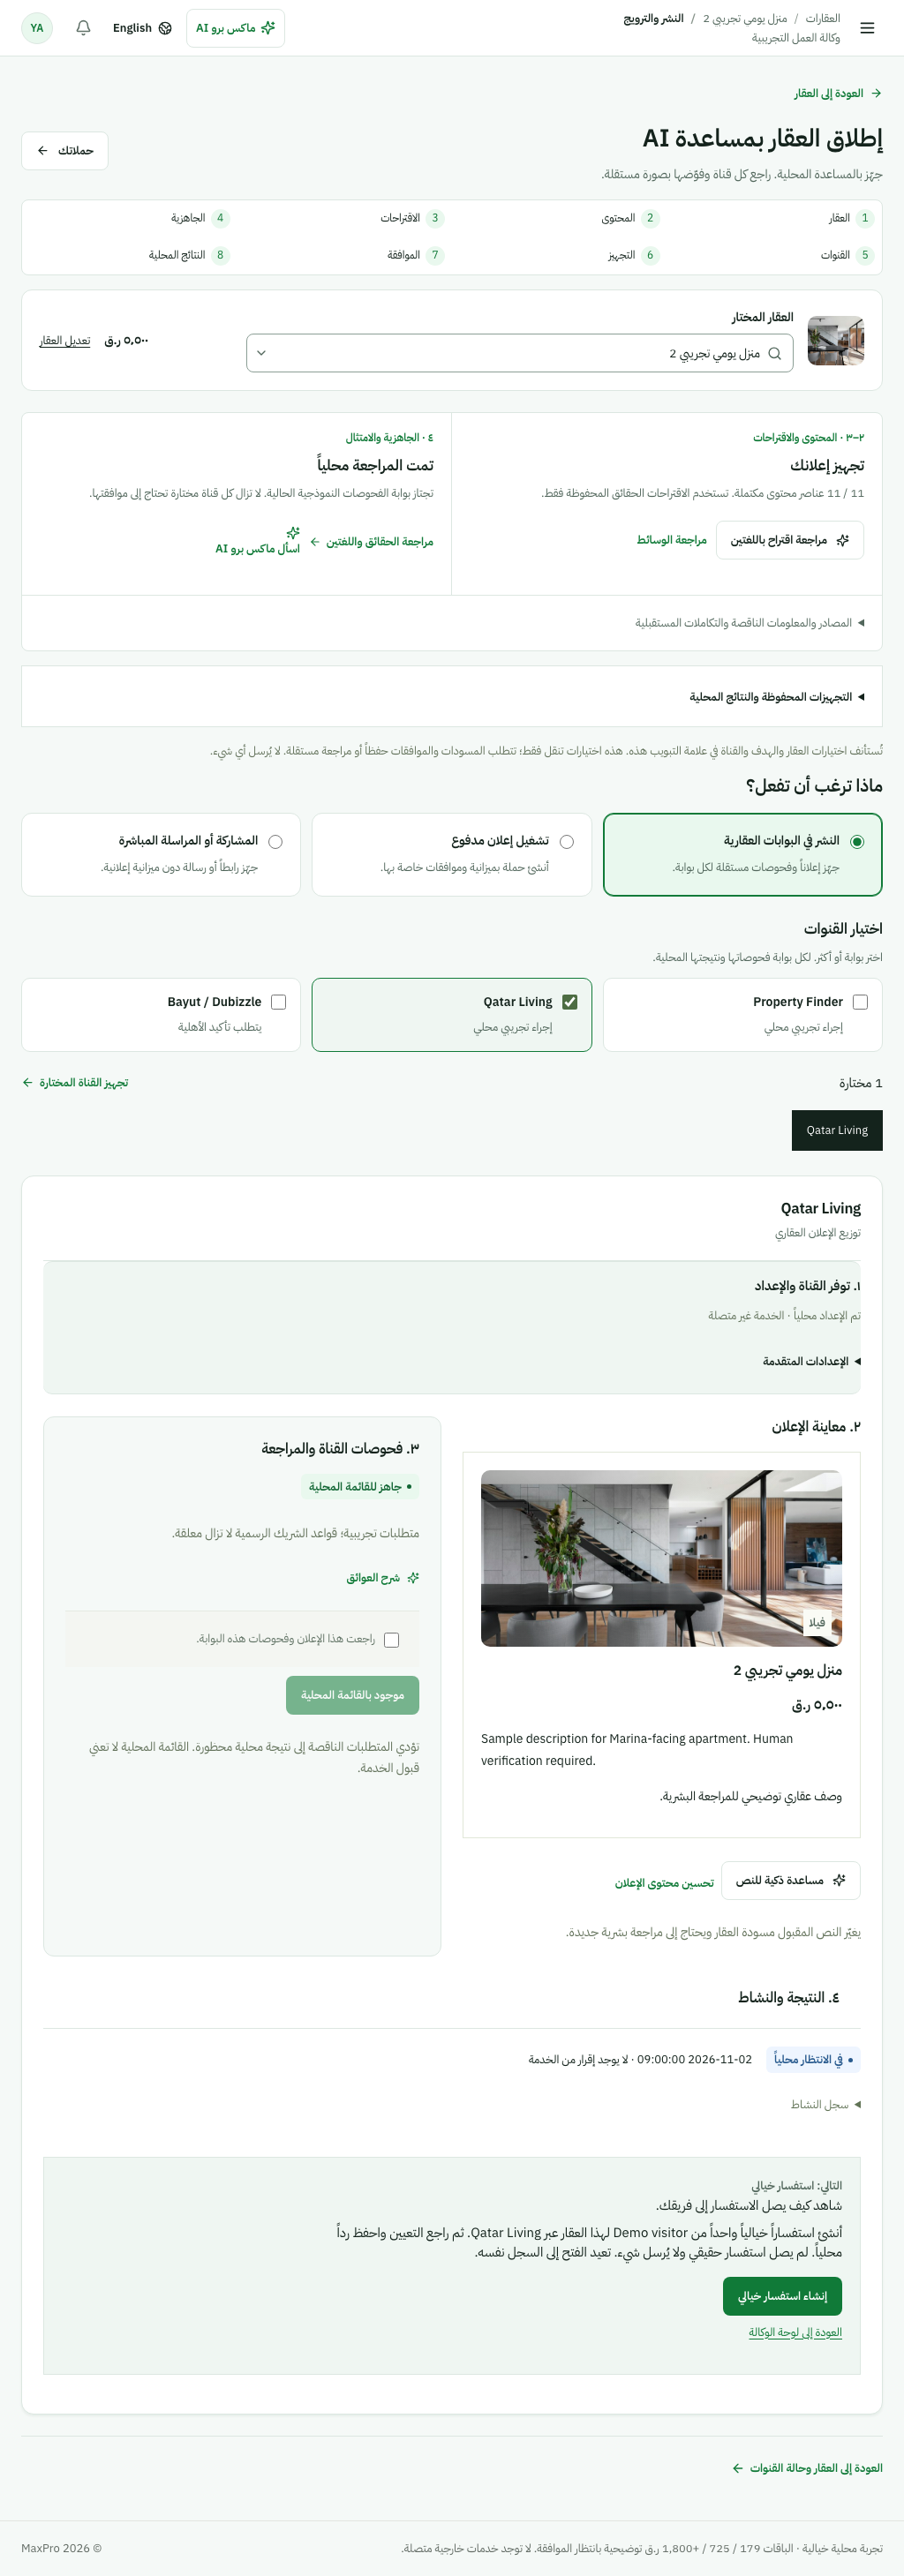 العقارات / منزل يومي تجريبي 2 / النشر والترويج
وكالة العمل التجريبية
ماكس برو AI
English
YA
العودة إلى العقار
إطلاق العقار بمساعدة AI
جهّز بالمساعدة المحلية. راجع كل قناة وفوّضها بصورة مستقلة.
حملاتك
1 العقار
2 المحتوى
3 الاقتراحات
4 الجاهزية
5 القنوات
6 التجهيز
7 الموافقة
8 النتائج المحلية
العقار المختار
منزل يومي تجريبي 2
٥,٥٠٠ ر.ق
تعديل العقار
٢–٣ · المحتوى والاقتراحات
تجهيز إعلانك
11 / 11 عناصر محتوى مكتملة. تستخدم الاقتراحات الحقائق المحفوظة فقط.
مراجعة اقتراح باللغتين
مراجعة الوسائط
٤ · الجاهزية والامتثال
تمت المراجعة محلياً
تجتاز بوابة الفحوصات النموذجية الحالية. لا تزال كل قناة مختارة تحتاج إلى موافقتها.
مراجعة الحقائق واللغتين
اسأل ماكس برو AI
المصادر والمعلومات الناقصة والتكاملات المستقبلية
التجهيزات المحفوظة والنتائج المحلية
تُستأنف اختيارات العقار والهدف والقناة في علامة التبويب هذه. هذه اختيارات تنقل فقط؛ تتطلب المسودات والموافقات حفظاً أو مراجعة مستقلة. لا يُرسل أي شيء.
ماذا ترغب أن تفعل؟
النشر في البوابات العقارية
جهّز إعلاناً وفحوصات مستقلة لكل بوابة.
تشغيل إعلان مدفوع
أنشئ حملة بميزانية وموافقات خاصة بها.
المشاركة أو المراسلة المباشرة
جهّز رابطاً أو رسالة دون ميزانية إعلانية.
اختيار القنوات
اختر بوابة أو أكثر. لكل بوابة فحوصاتها ونتيجتها المحلية.
Property Finder
إجراء تجريبي محلي
Qatar Living
إجراء تجريبي محلي
Bayut / Dubizzle
يتطلب تأكيد الأهلية
1 مختارة
تجهيز القناة المختارة
Qatar Living
Qatar Living
توزيع الإعلان العقاري
١. توفر القناة والإعداد
تم الإعداد محلياً · الخدمة غير متصلة
الإعدادات المتقدمة
٢. معاينة الإعلان
فيلا
منزل يومي تجريبي 2
٥,٥٠٠ ر.ق
Sample description for Marina-facing apartment. Human
verification required.
وصف عقاري توضيحي للمراجعة البشرية.
مساعدة ذكية للنص
تحسين محتوى الإعلان
يغيّر النص المقبول مسودة العقار ويحتاج إلى مراجعة بشرية جديدة.
٣. فحوصات القناة والمراجعة
جاهز للقائمة المحلية
متطلبات تجريبية؛ قواعد الشريك الرسمية لا تزال معلقة.
شرح العوائق
راجعت هذا الإعلان وفحوصات هذه البوابة.
موجود بالقائمة المحلية
تؤدي المتطلبات الناقصة إلى نتيجة محلية محظورة. القائمة المحلية لا تعني
قبول الخدمة.
٤. النتيجة والنشاط
في الانتظار محلياً
2026-11-02 09:00:00 · لا يوجد إقرار من الخدمة
سجل النشاط
التالي: استفسار خيالي
شاهد كيف يصل الاستفسار إلى فريقك.
أنشئ استفساراً خيالياً واحداً من Demo visitor لهذا العقار عبر Qatar Living. ثم راجع التعيين واحفظ رداً
محلياً. لم يصل استفسار حقيقي ولا يُرسل شيء. تعيد الفتح إلى السجل نفسه.
إنشاء استفسار خيالي
العودة إلى لوحة الوكالة
العودة إلى العقار وحالة القنوات
تجربة محلية خيالية · الباقات 179 / 725 / +1,800 ر.ق توضيحية بانتظار الموافقة. لا توجد خدمات خارجية متصلة.
© 2026 MaxPro